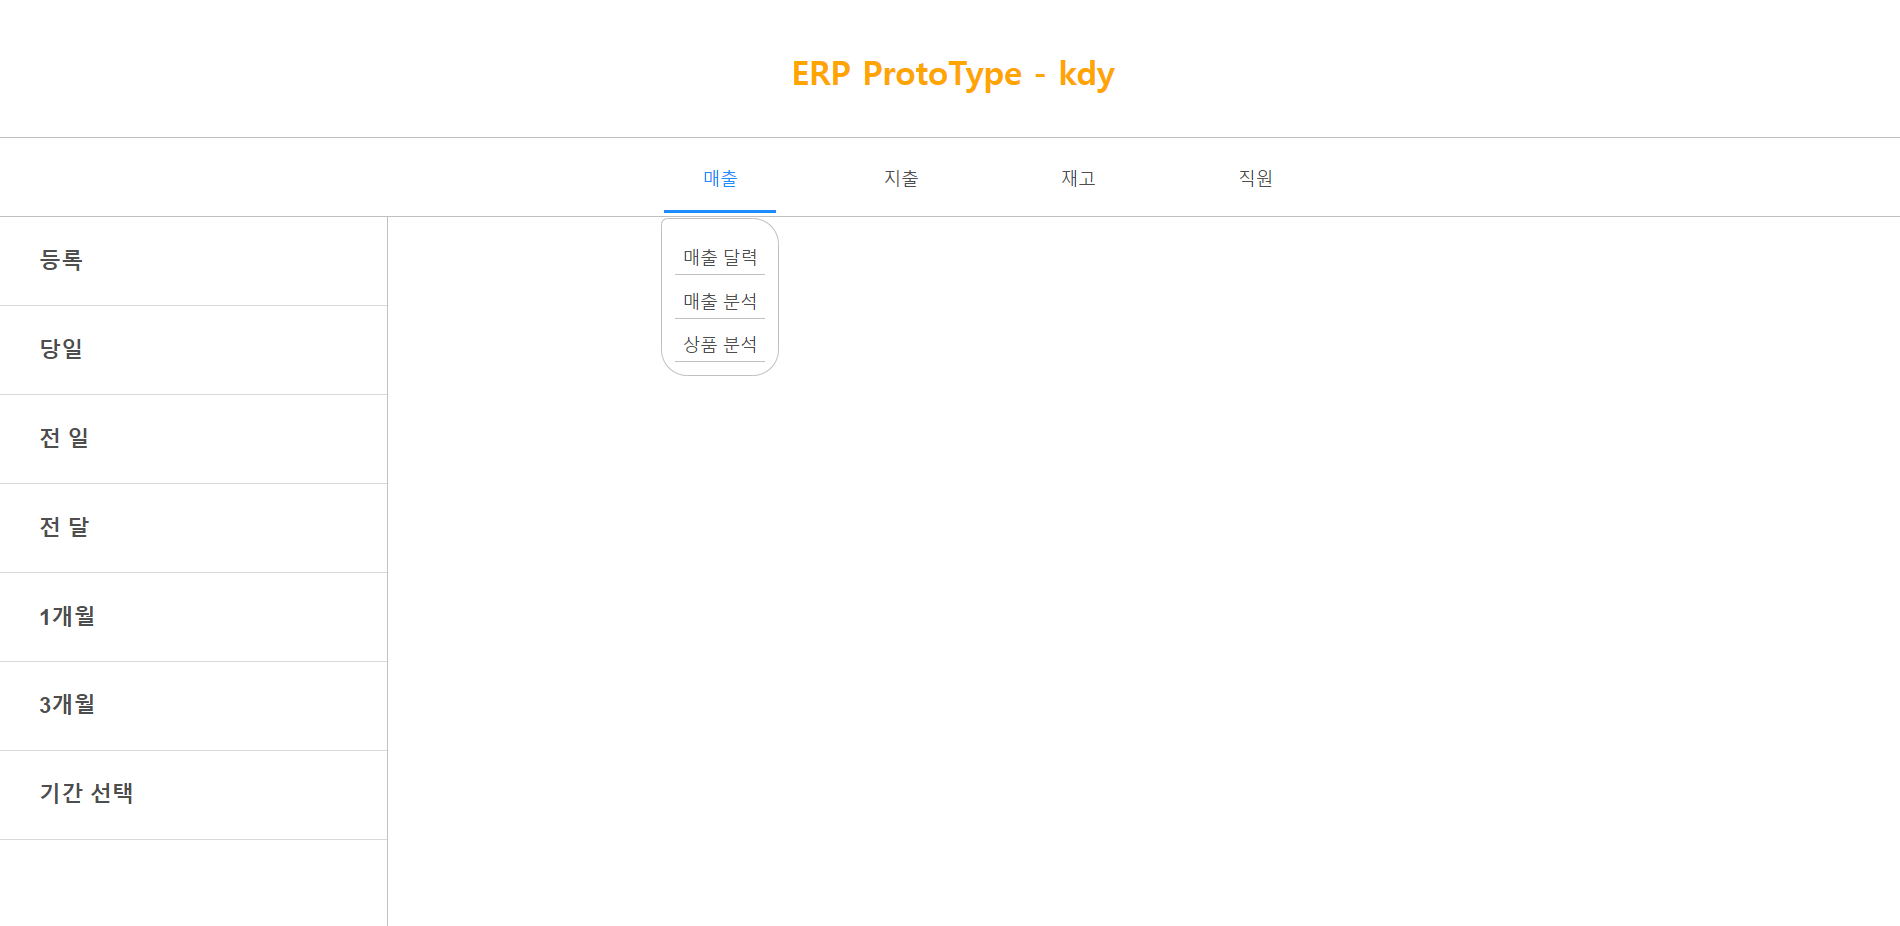 ERP ProtoType - kdy
매출 지출 재고 직원
매출 달력
매출 분석
상품 분석
등록
당일
전 일
전 달
1개월
3개월
기간 선택